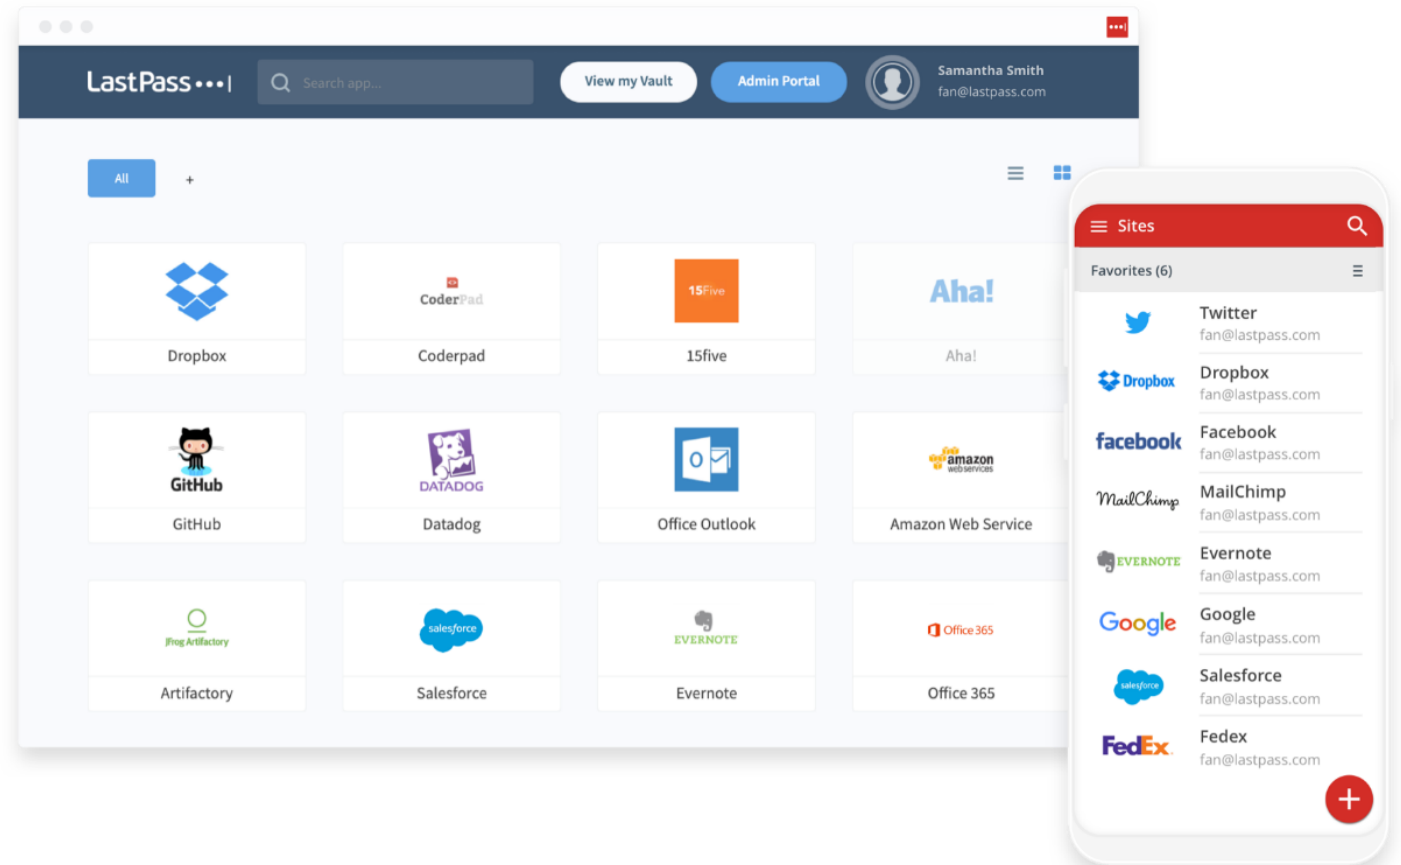 LastPass •••|
Search app...
View my Vault
Admin Portal
Samantha Smith
fan@lastpass.com
All
+
CoderPad
15Five
Aha!
Dropbox
Coderpad
15five
Aha!
GitHub
DATADOG
amazon
webservices
GitHub
Datadog
Office Outlook
Amazon Web Service
JFrog Artifactory
salesforce
EVERNOTE
Office 365
Artifactory
Salesforce
Evernote
Office 365
Sites
Favorites (6)
Twitter
fan@lastpass.com
Dropbox
Dropbox
fan@lastpass.com
facebook
Facebook
fan@lastpass.com
MailChimp
MailChimp
fan@lastpass.com
EVERNOTE
Evernote
fan@lastpass.com
Google
Google
fan@lastpass.com
salesforce
Salesforce
fan@lastpass.com
FedEx
Fedex
fan@lastpass.com
+